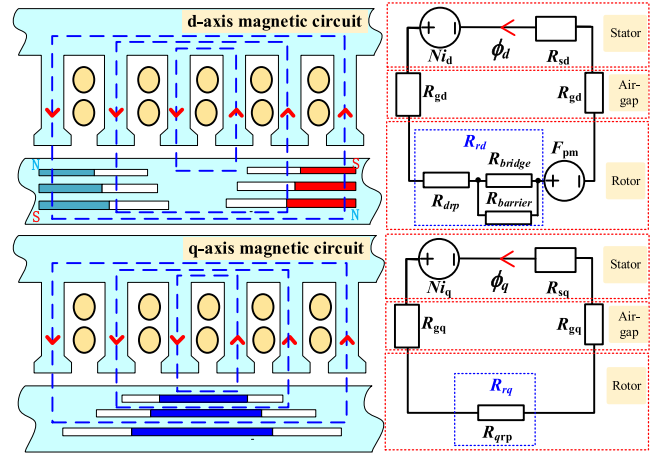 d-axis magnetic circuit
N
S
S
N
+ − Ni_d
ϕ_d
R_sd
Stator
R_gd
R_gd
Air-
gap
R_rd
R_drp
R_bridge
R_barrier
F_pm
+ −
Rotor
q-axis magnetic circuit
+ −
Ni_q
ϕ_q
R_sq
Stator
R_gq
R_gq
Air-
gap
R_rq
R_qrp
Rotor